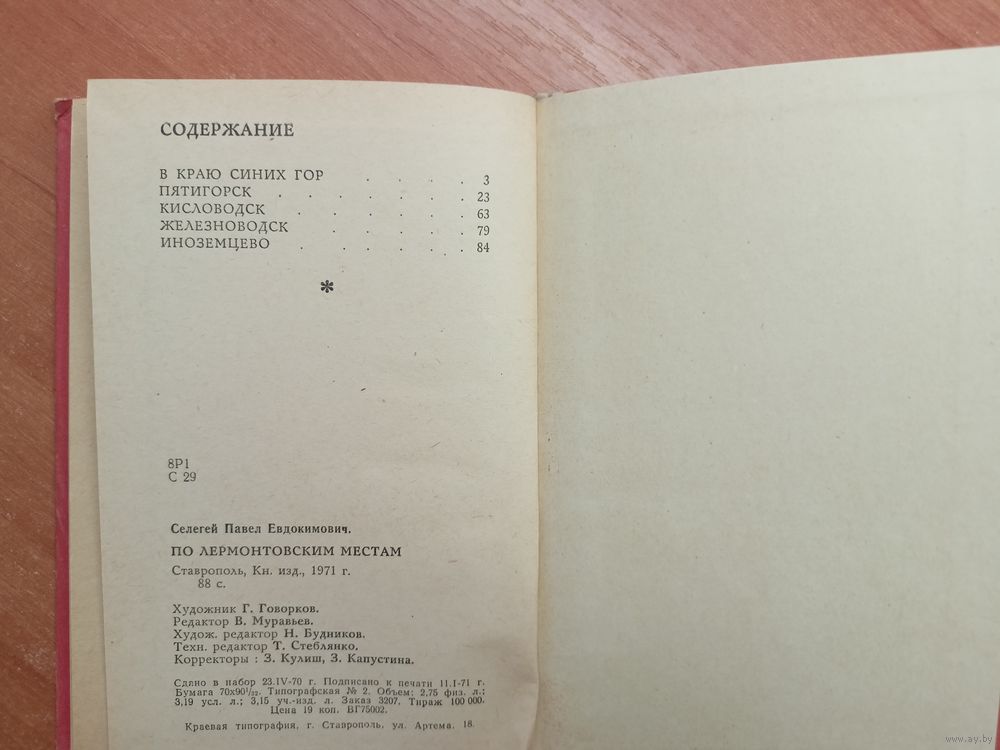 СОДЕРЖАНИЕ
В КРАЮ СИНИХ ГОР . . . . 3
ПЯТИГОРСК . . . . . . . 23
КИСЛОВОДСК . . . . . . 63
ЖЕЛЕЗНОВОДСК . . . . . 79
ИНОЗЕМЦЕВО . . . . . . 84
*
8Р1
С 29
Селегей Павел Евдокимович.
ПО ЛЕРМОНТОВСКИМ МЕСТАМ
Ставрополь, Кн. изд., 1971 г.
88 с.
Художник Г. Говорков.
Редактор В. Муравьев.
Худож. редактор Н. Будников.
Техн. редактор Т. Стеблянко.
Корректоры : З. Кулиш, З. Капустина.
Сдано в набор 23.IV-70 г. Подписано к печати 11.I-71 г.
Бумага 70х90¹/₃₂. Типографская № 2. Объем: 2,75 физ. л.;
3,19 усл. л.; 3,15 уч.-изд. л. Заказ 3207. Тираж 100 000.
Цена 19 коп. ВГ75002.
Краевая типография, г. Ставрополь, ул. Артема, 18.
www.ay.by